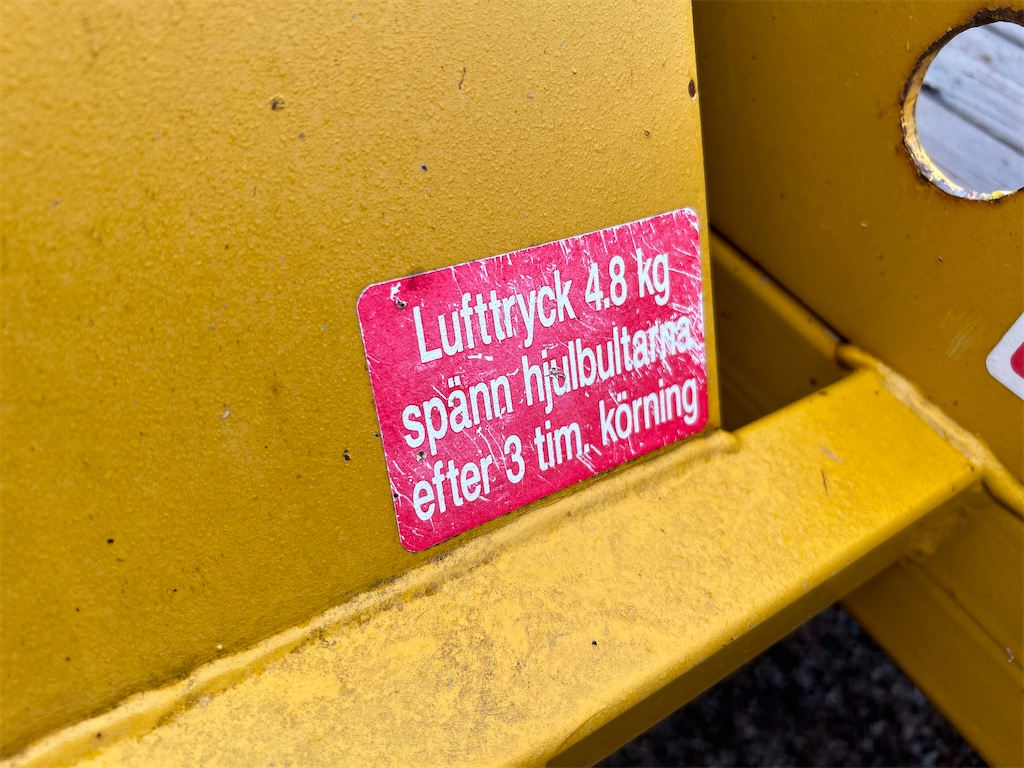 Lufttryck 4.8 kg
spänn hjulbultarna
efter 3 tim. körning